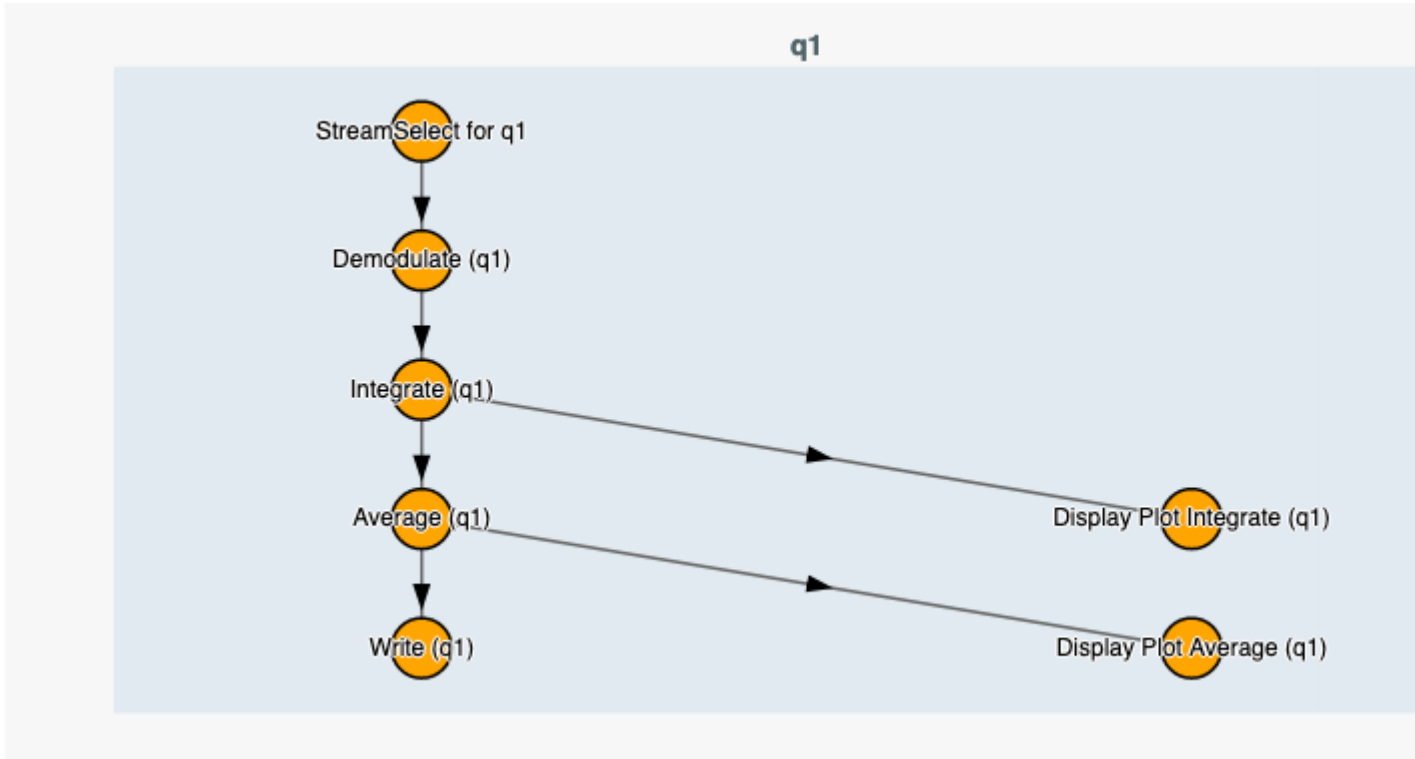 q1
StreamSelect for q1
Demodulate (q1)
Integrate (q1)
Average (q1)
Display Plot Integrate (q1)
Write (q1)
Display Plot Average (q1)